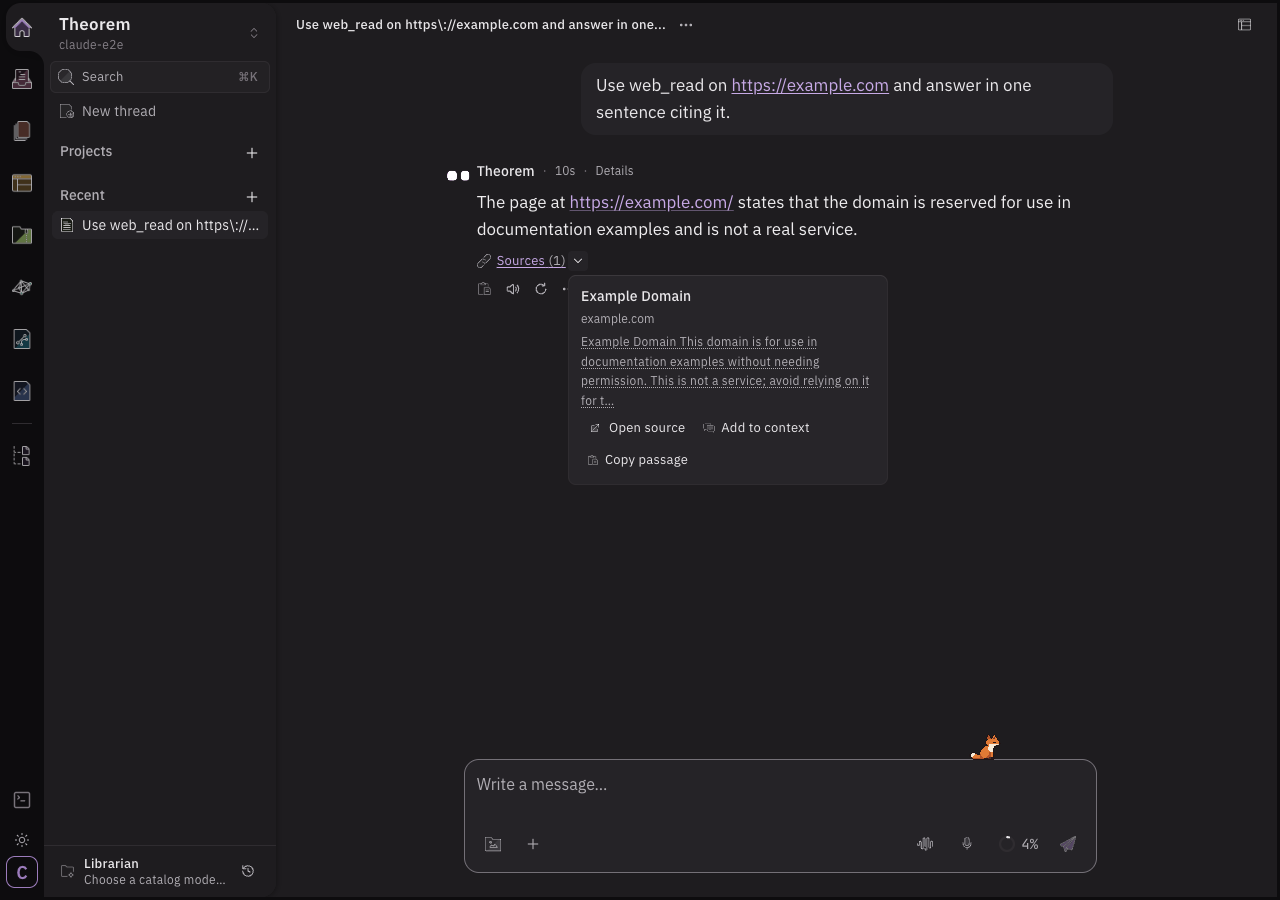 Theorem
claude-e2e
Search ⌘K
New thread
Projects
Recent
Use web_read on https\://...
Librarian
Choose a catalog mode...
C
Use web_read on https\://example.com and answer in one...
Use web_read on https://example.com and answer in one
sentence citing it.
Theorem · 10s · Details
The page at https://example.com/ states that the domain is reserved for use in
documentation examples and is not a real service.
Sources (1)
Example Domain
example.com
Example Domain This domain is for use in
documentation examples without needing
permission. This is not a service; avoid relying on it
for t...
Open source
Add to context
Copy passage
Write a message...
4%